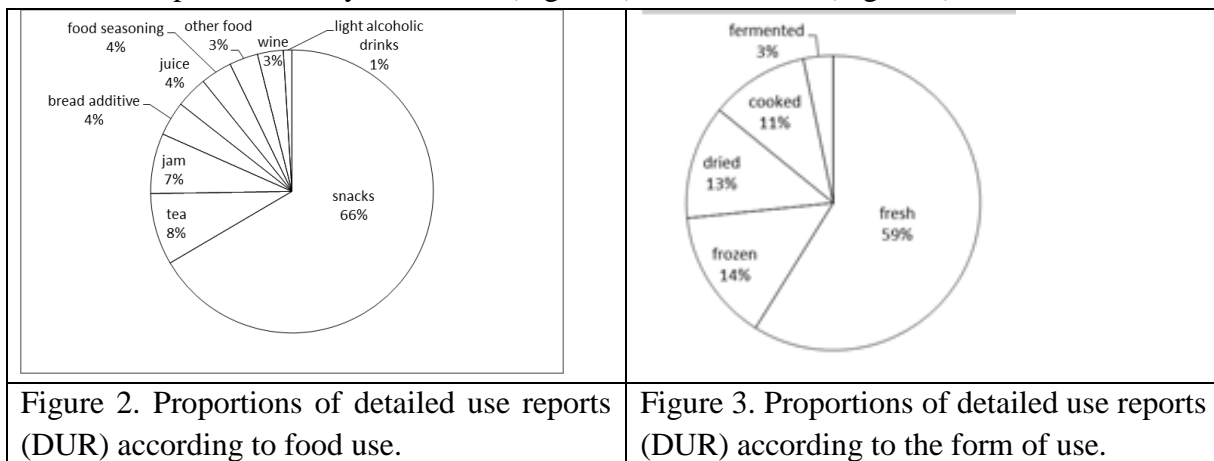 food seasoning
4%
other food
3%
wine
3%
light alcoholic
drinks
1%
juice
4%
bread additive
4%
jam
7%
tea
8%
snacks
66%
fermented
3%
cooked
11%
dried
13%
frozen
14%
fresh
59%
Figure 2. Proportions of detailed use reports
(DUR) according to food use.
Figure 3. Proportions of detailed use reports
(DUR) according to the form of use.